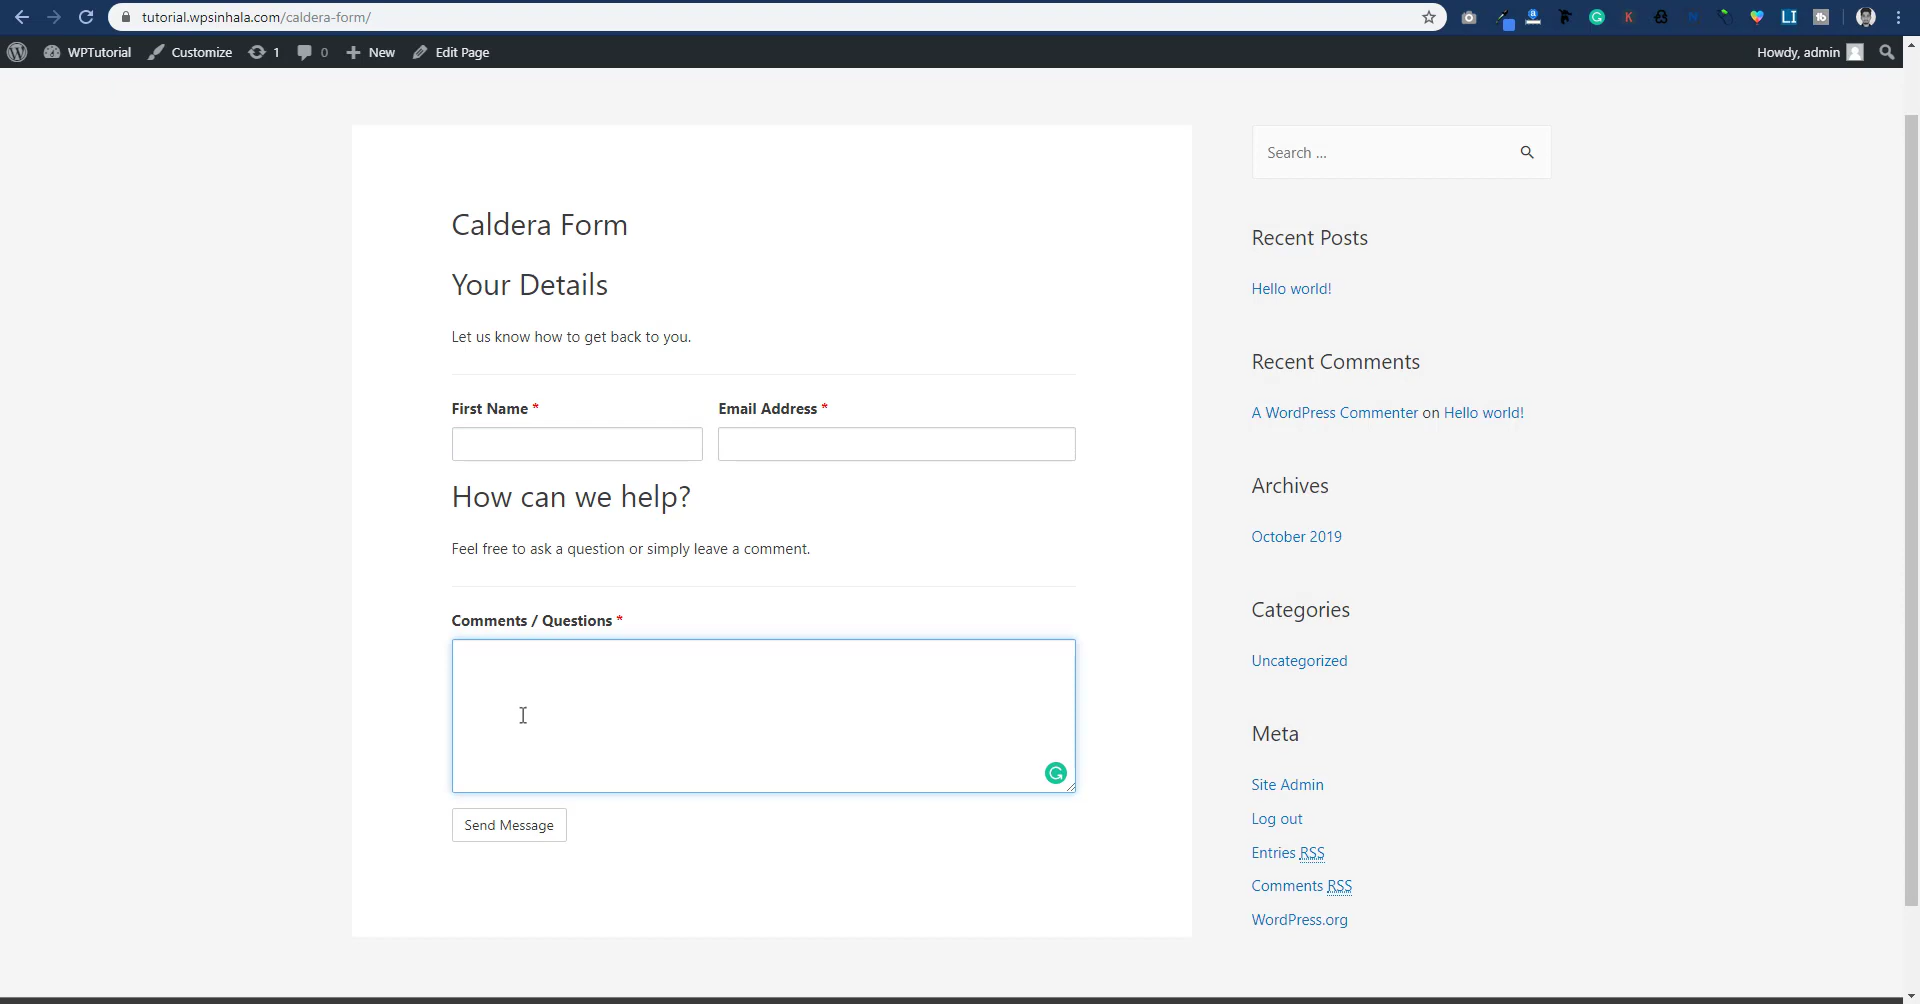 tutorial.wpsinhala.com/caldera-form/
WPTutorial Customize 1 0 New Edit Page Howdy, admin
Caldera Form
Your Details
Let us know how to get back to you.
First Name * Email Address *
How can we help?
Feel free to ask a question or simply leave a comment.
Comments / Questions *
Send Message
Search ...
Recent Posts
Hello world!
Recent Comments
A WordPress Commenter on Hello world!
Archives
October 2019
Categories
Uncategorized
Meta
Site Admin
Log out
Entries RSS
Comments RSS
WordPress.org